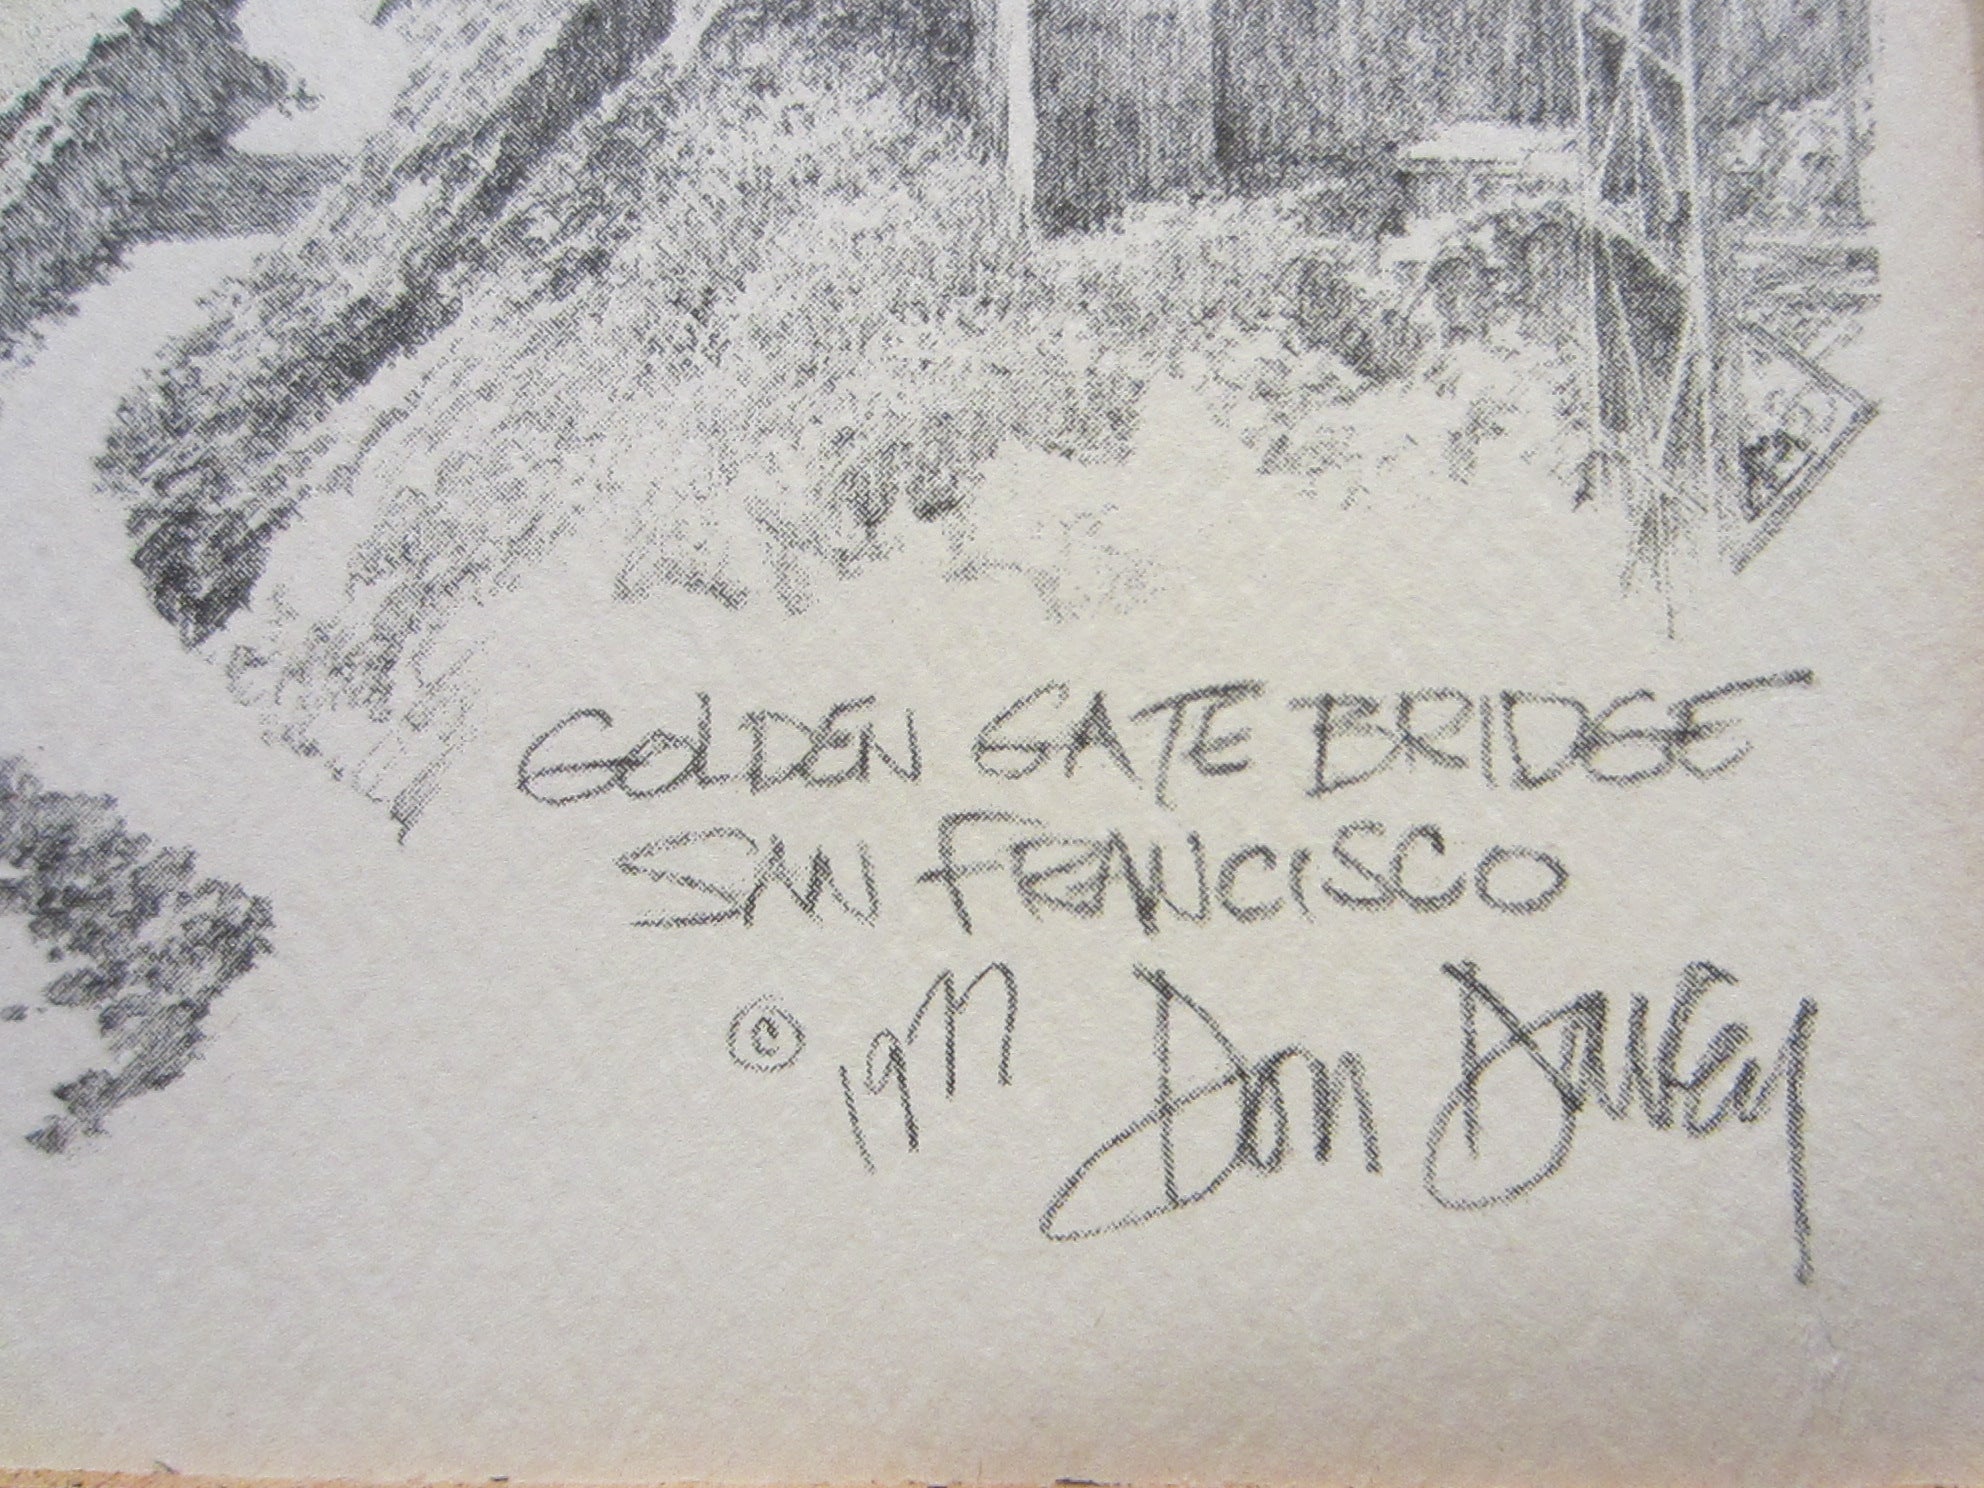 GOLDEN GATE BRIDGE
SAN FRANCISCO
© 1977 Don Davey